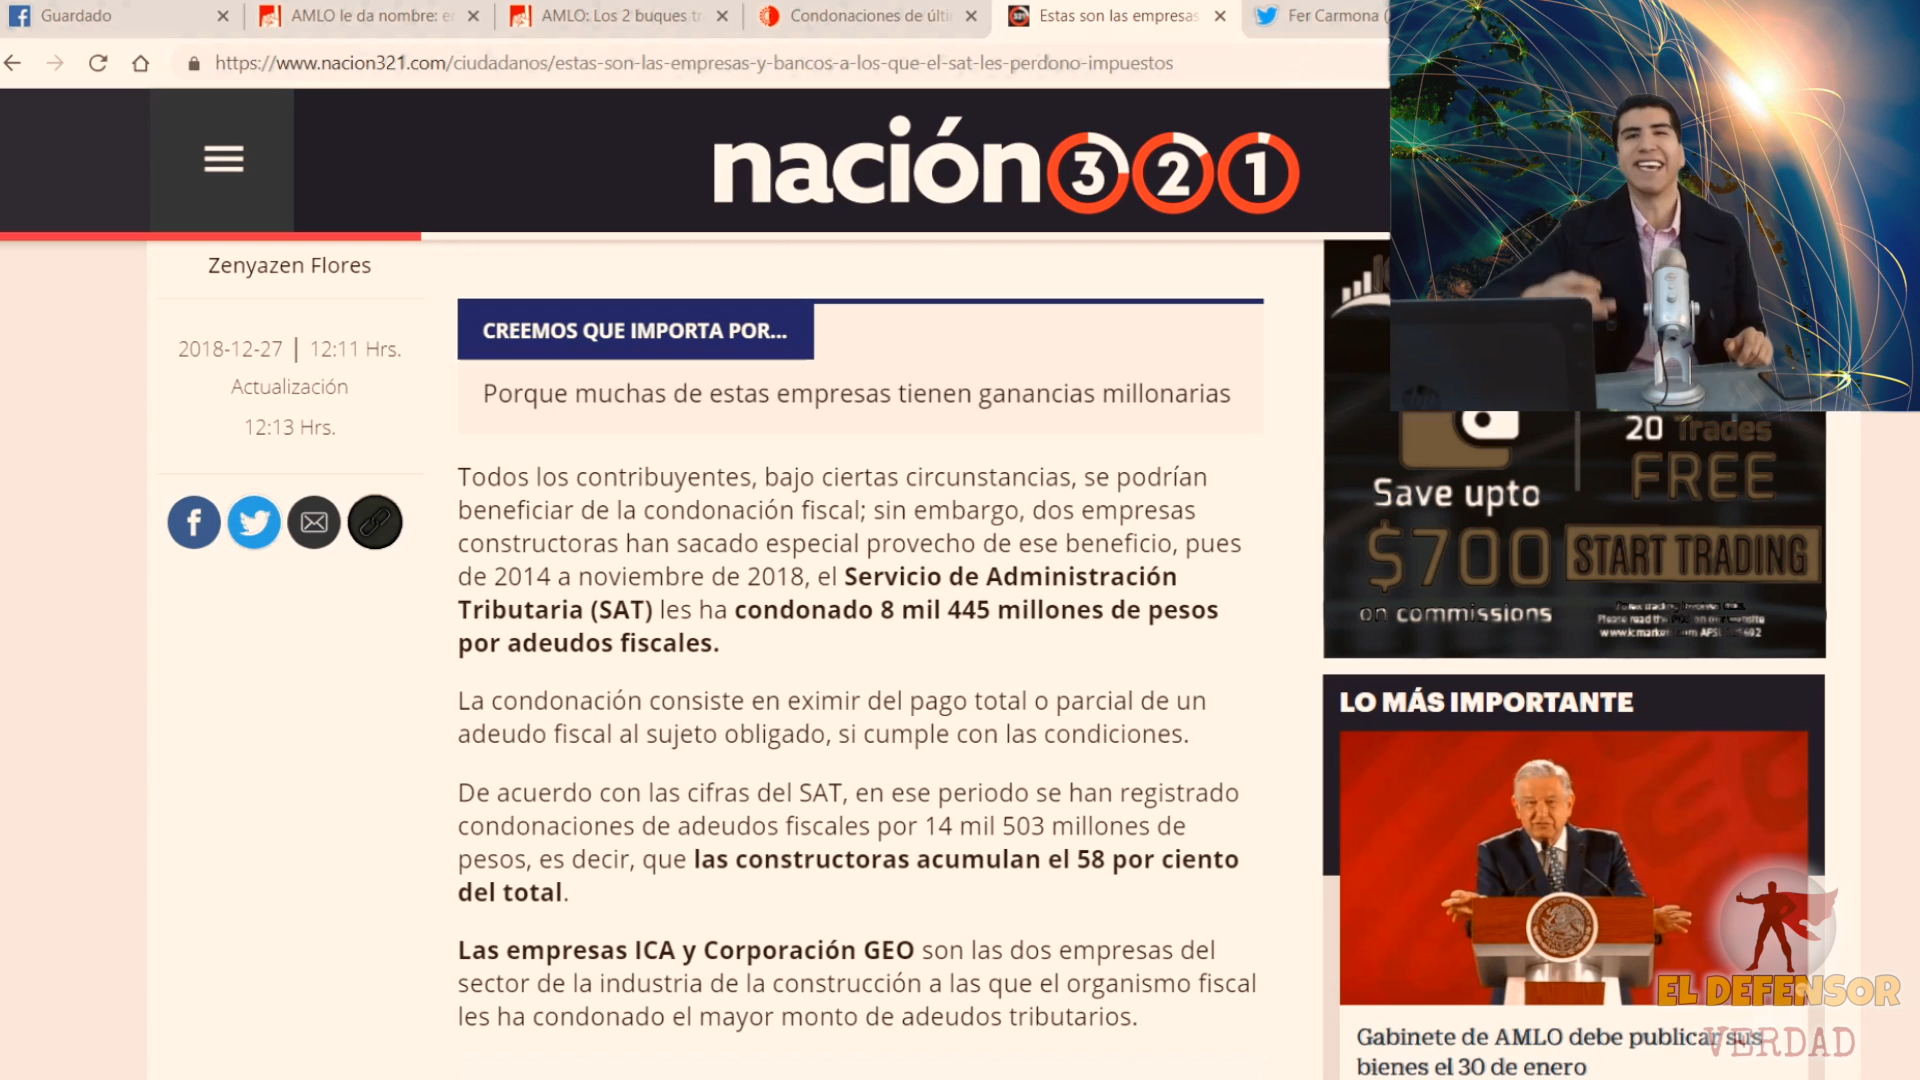 Guardado
AMLO le da nombre: e
AMLO: Los 2 buques t
Condonaciones de últi
Estas son las empresas
Fer Carmona (
https://www.nacion321.com/ciudadanos/estas-son-las-empresas-y-bancos-a-los-que-el-sat-les-perdono-impuestos
nación321
Zenyazen Flores
2018-12-27 | 12:11 Hrs.
Actualización
12:13 Hrs.
CREEMOS QUE IMPORTA POR...
Porque muchas de estas empresas tienen ganancias millonarias
Todos los contribuyentes, bajo ciertas circunstancias, se podrían
beneficiar de la condonación fiscal; sin embargo, dos empresas
constructoras han sacado especial provecho de ese beneficio, pues
de 2014 a noviembre de 2018, el Servicio de Administración
Tributaria (SAT) les ha condonado 8 mil 445 millones de pesos
por adeudos fiscales.
La condonación consiste en eximir del pago total o parcial de un
adeudo fiscal al sujeto obligado, si cumple con las condiciones.
De acuerdo con las cifras del SAT, en ese periodo se han registrado
condonaciones de adeudos fiscales por 14 mil 503 millones de
pesos, es decir, que las constructoras acumulan el 58 por ciento
del total.
Las empresas ICA y Corporación GEO son las dos empresas del
sector de la industria de la construcción a las que el organismo fiscal
les ha condonado el mayor monto de adeudos tributarios.
20 Trades
FREE
Save upto
$700
on commissions
START TRADING
LO MÁS IMPORTANTE
Gabinete de AMLO debe publicar sus
bienes el 30 de enero
EL DEFENSOR
VERDAD